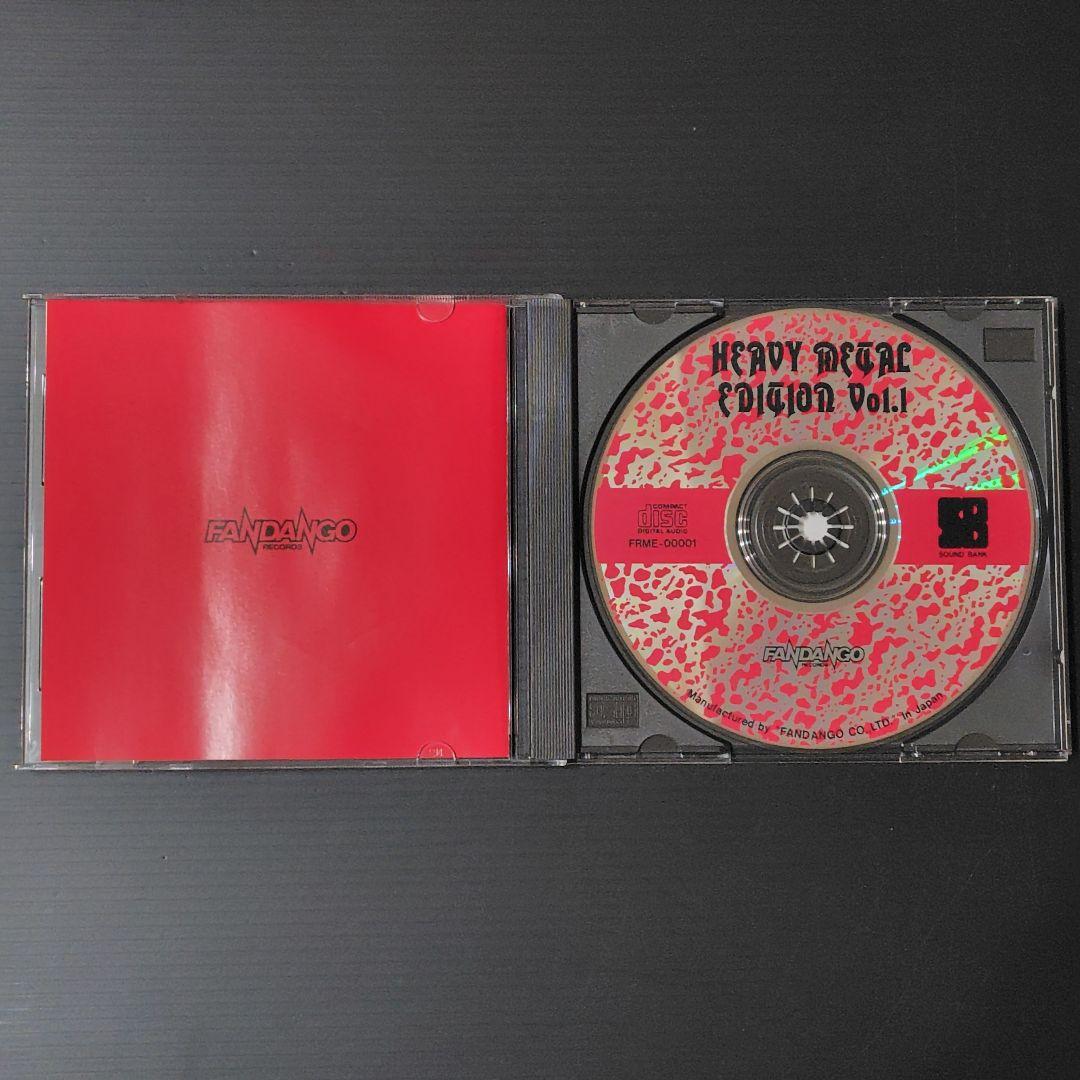 FANDANGO
RECORDS
HEAVY METAL
EDITION Vol.1
COMPACT
disc
DIGITAL AUDIO
FRME-00001
SOUND BANK
FANDANGO
RECORDS
Manufactured by "FANDANGO CO.,LTD." in Japan